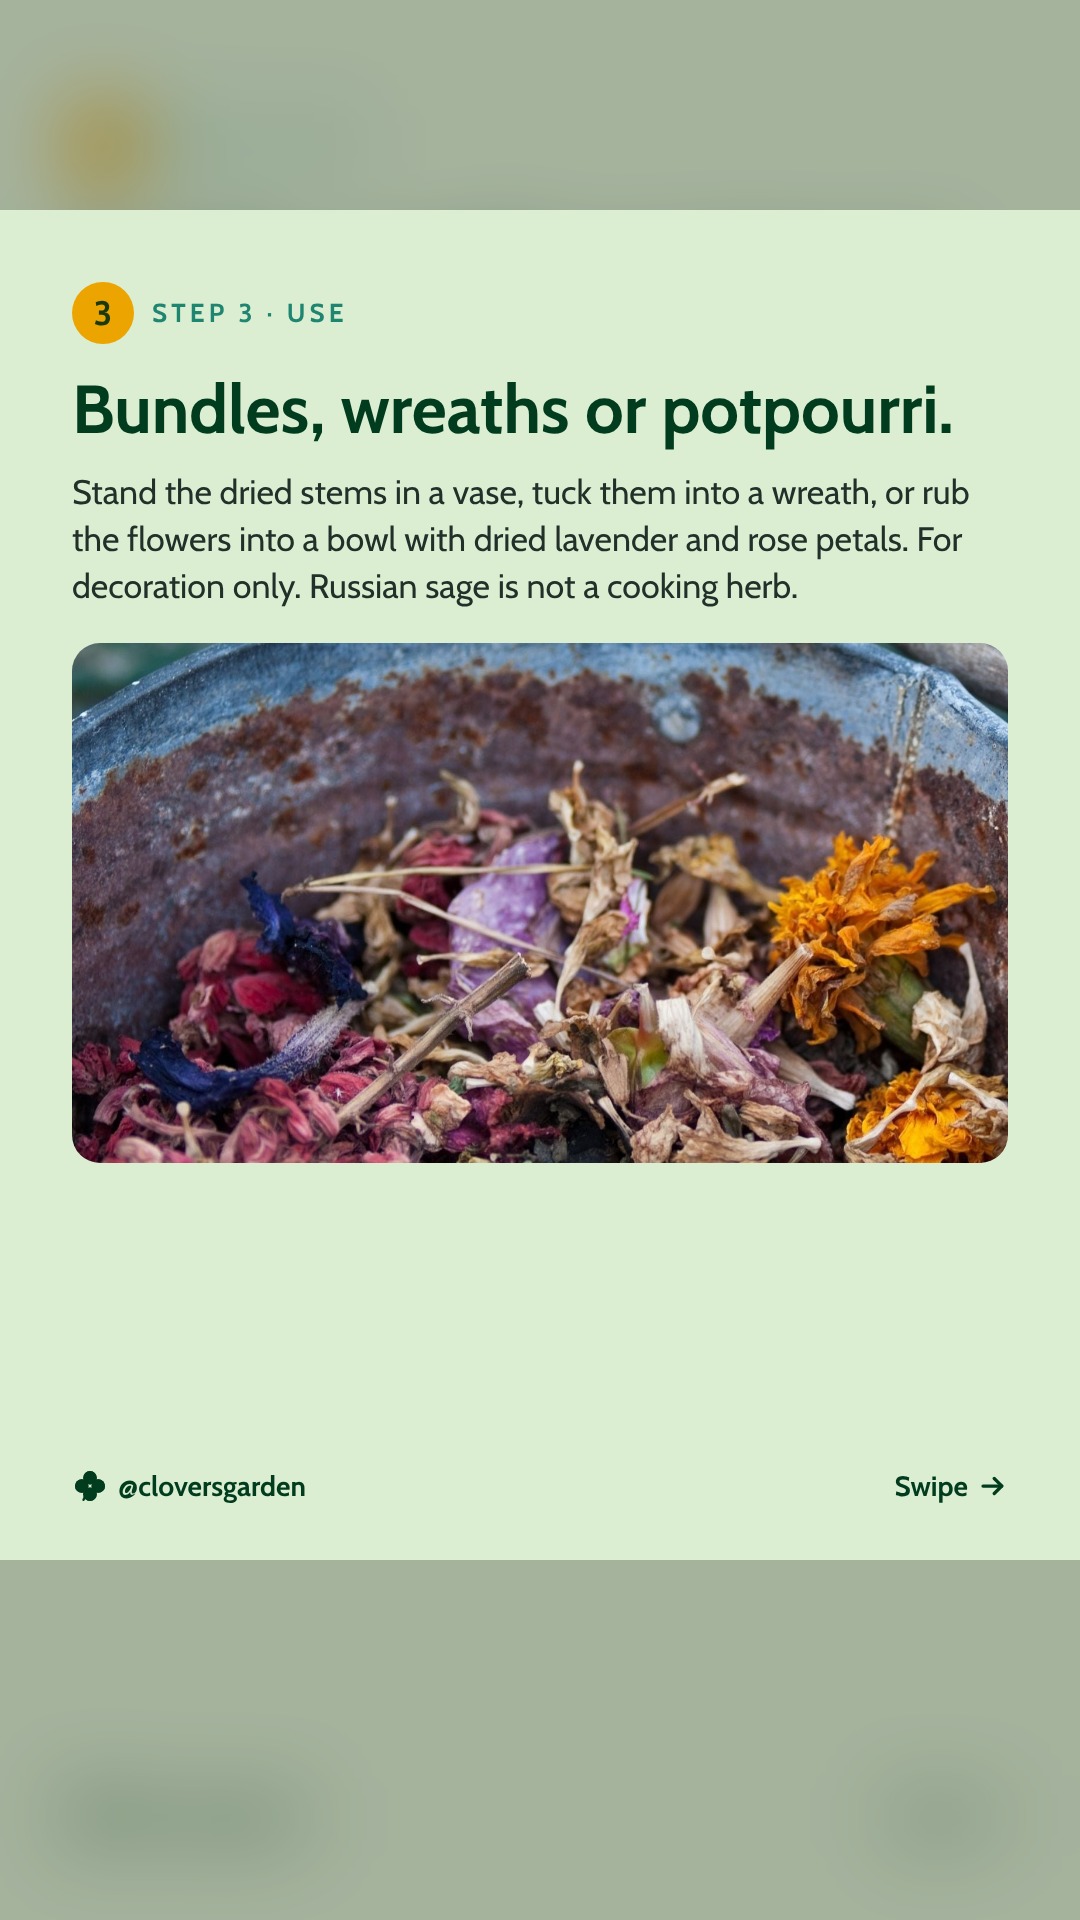 3
STEP 3 · USE
Bundles, wreaths or potpourri.
Stand the dried stems in a vase, tuck them into a wreath, or rub
the flowers into a bowl with dried lavender and rose petals. For
decoration only. Russian sage is not a cooking herb.
@cloversgarden
Swipe →